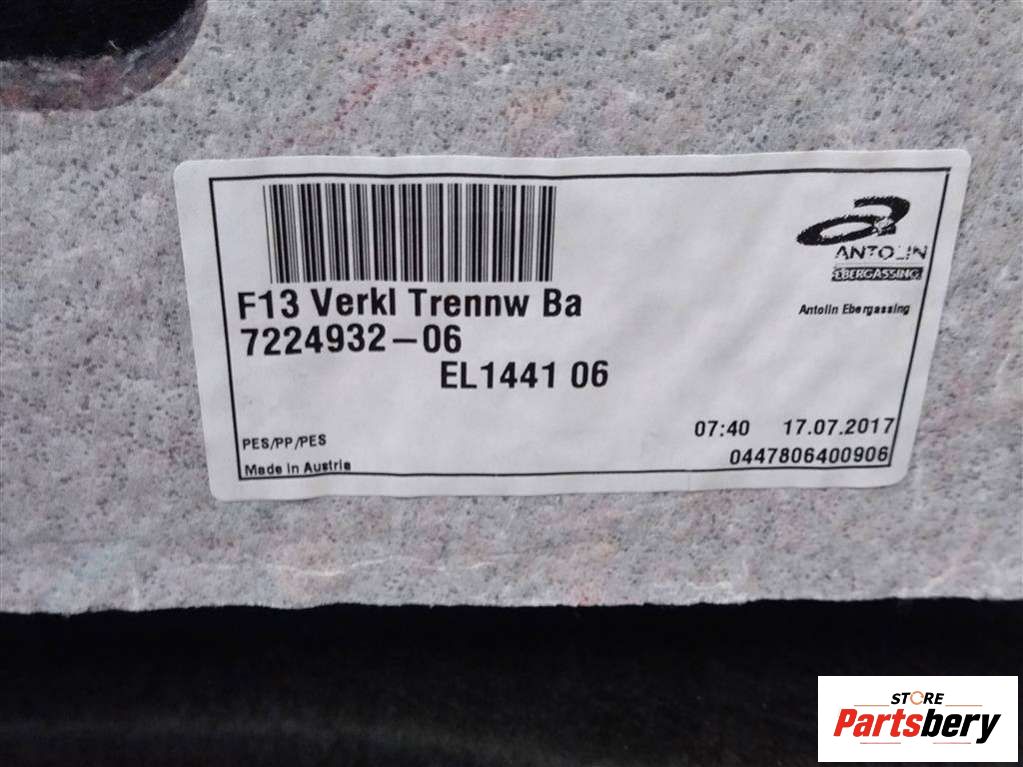 F13 Verkl Trennw Ba
7224932-06
EL1441 06
PES/PP/PES
Made in Austria
ANTOLIN
EBERGASSING
Antolin Ebergassing
07:40 17.07.2017
0447806400906
STORE
Partsbery